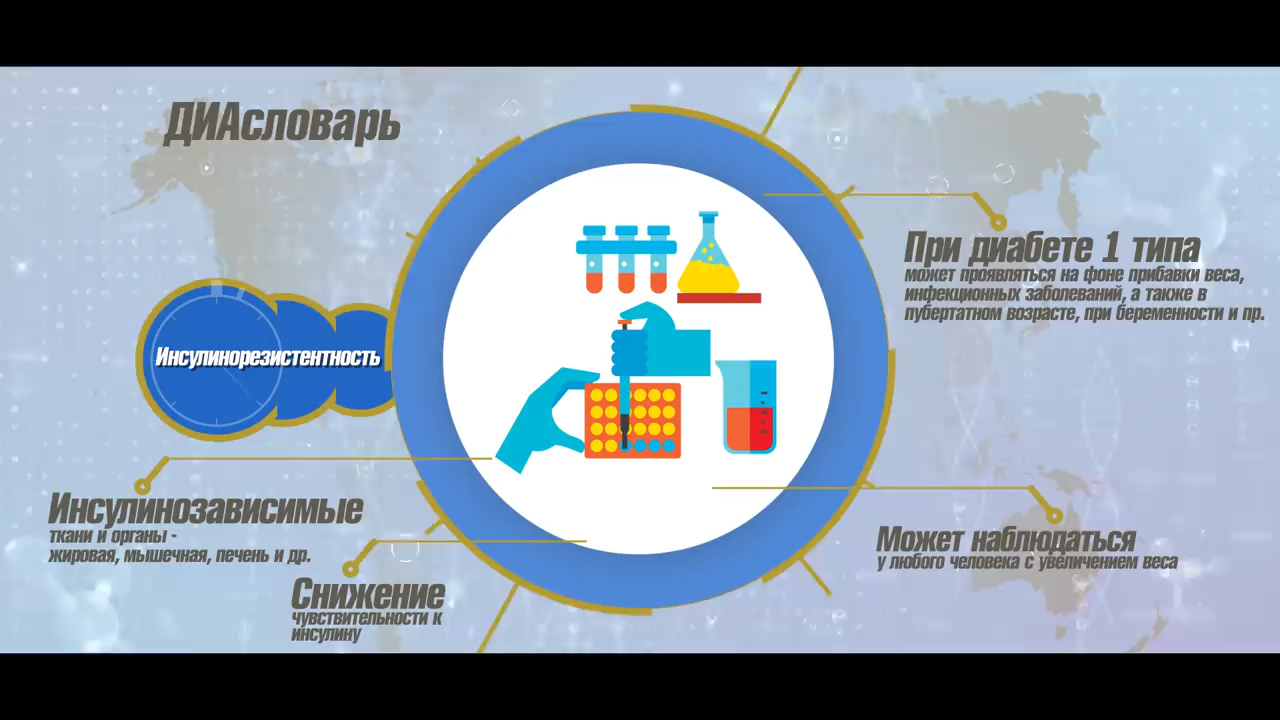 ДИАсловарь
Инсулинорезистентность
При диабете 1 типа
может проявляться на фоне прибавки веса,
инфекционных заболеваний, а также в
пубертатном возрасте, при беременности и пр.
Инсулинозависимые
ткани и органы -
жировая, мышечная, печень и др.
Снижение
чувствительности к
инсулину
Может наблюдаться
у любого человека с увеличением веса